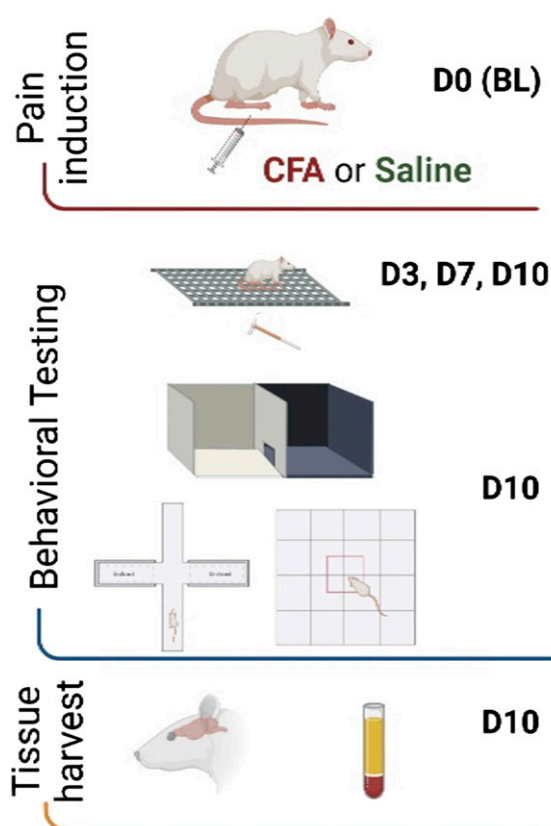 Pain
induction
D0 (BL)
CFA or Saline
Behavioral Testing
D3, D7, D10
D10
Tissue
harvest
D10